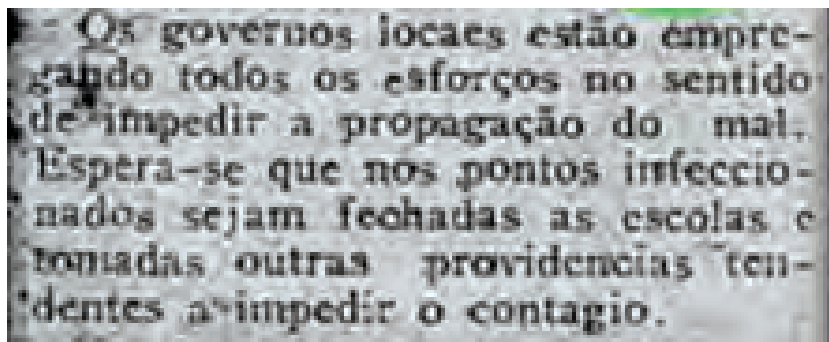 Os governos locaes estão empre-
gando todos os esforços no sentido
de impedir a propagação do mal.
Espera-se que nos pontos infeccio-
nados sejam fechadas as escolas e
tomadas outras providencias ten-
dentes a impedir o contagio.